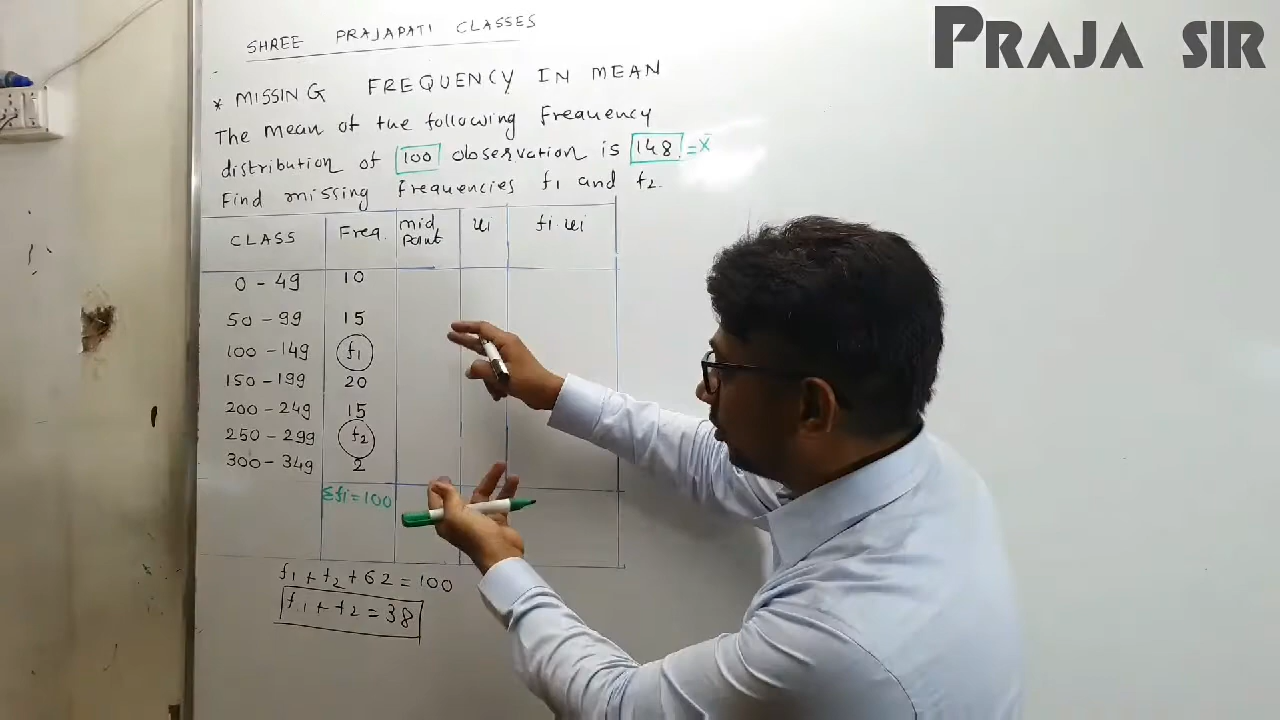 PRAJA SIR
SHREE PRAJAPATI CLASSES
* MISSING FREQUENCY IN MEAN
The mean of the following Frequency
distribution of 100 observation is 148. = x̄
Find missing frequencies f1 and f2.
CLASS Freq. mid point ui fi.ui
0 - 49 10
50 - 99 15
100 - 149 f1
150 - 199 20
200 - 249 15
250 - 299 f2
300 - 349 2
Σfi = 100
f1 + f2 + 62 = 100
f1 + f2 = 38